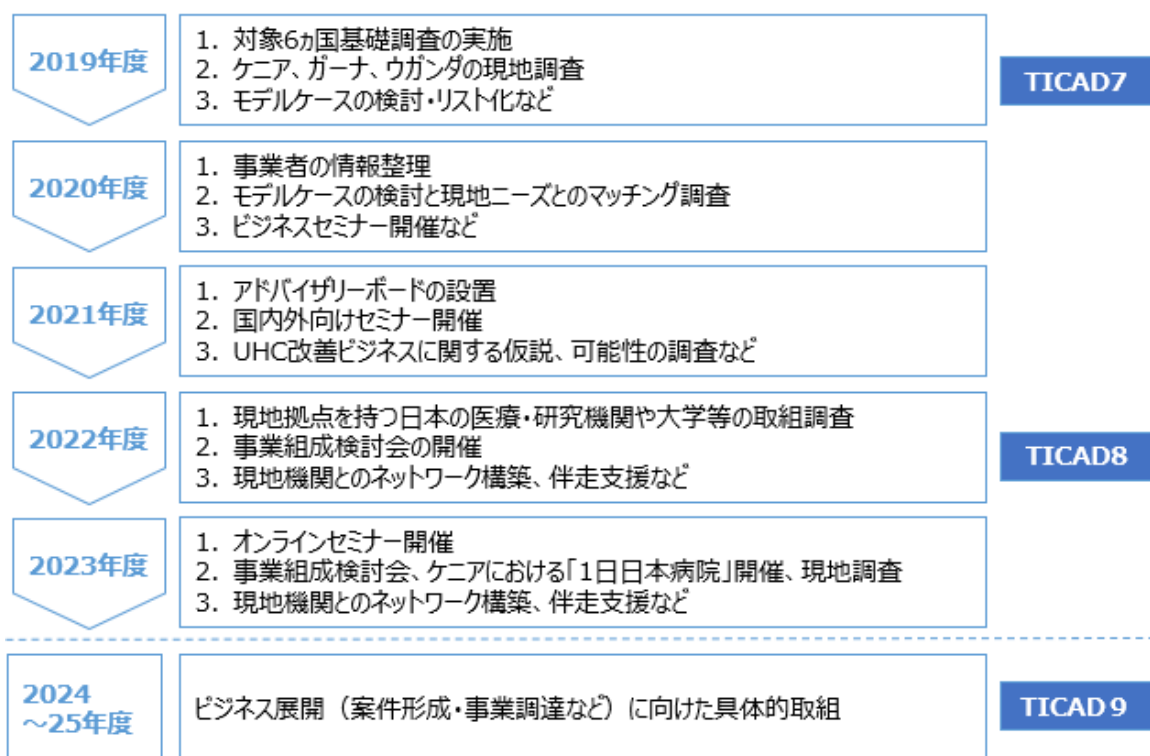 2019年度
1. 対象6ヵ国基礎調査の実施
2. ケニア、ガーナ、ウガンダの現地調査
3. モデルケースの検討・リスト化など
TICAD7
2020年度
1. 事業者の情報整理
2. モデルケースの検討と現地ニーズとのマッチング調査
3. ビジネスセミナー開催など
2021年度
1. アドバイザリーボードの設置
2. 国内外向けセミナー開催
3. UHC改善ビジネスに関する仮説、可能性の調査など
2022年度
1. 現地拠点を持つ日本の医療・研究機関や大学等の取組調査
2. 事業組成検討会の開催
3. 現地機関とのネットワーク構築、伴走支援など
TICAD8
2023年度
1. オンラインセミナー開催
2. 事業組成検討会、ケニアにおける「1日日本病院」開催、現地調査
3. 現地機関とのネットワーク構築、伴走支援など
2024
～25年度
ビジネス展開（案件形成・事業調達など）に向けた具体的取組
TICAD９